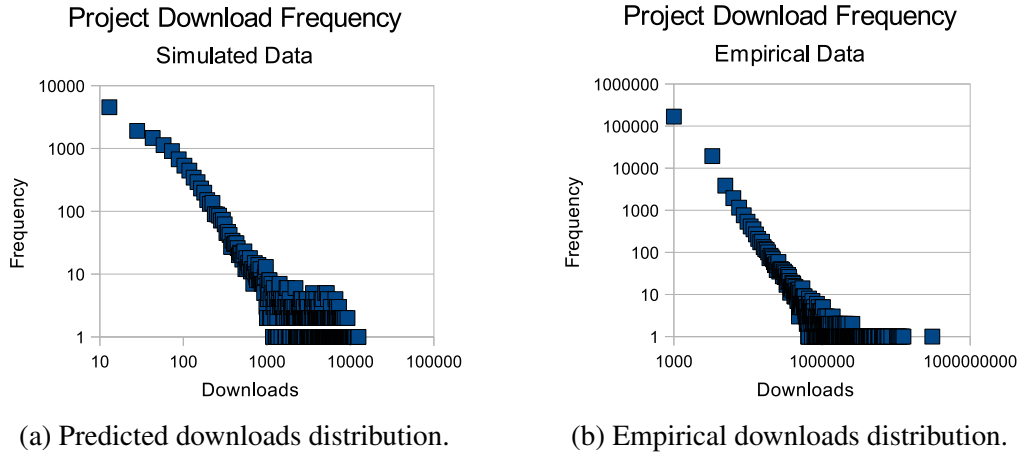 Project Download Frequency
Simulated Data
10000
1000
100
10
1
10 100 1000 10000 100000
Frequency
Downloads
(a) Predicted downloads distribution.
Project Download Frequency
Empirical Data
1000000
100000
10000
1000
100
10
1
1000 1000000 1000000000
Frequency
Downloads
(b) Empirical downloads distribution.